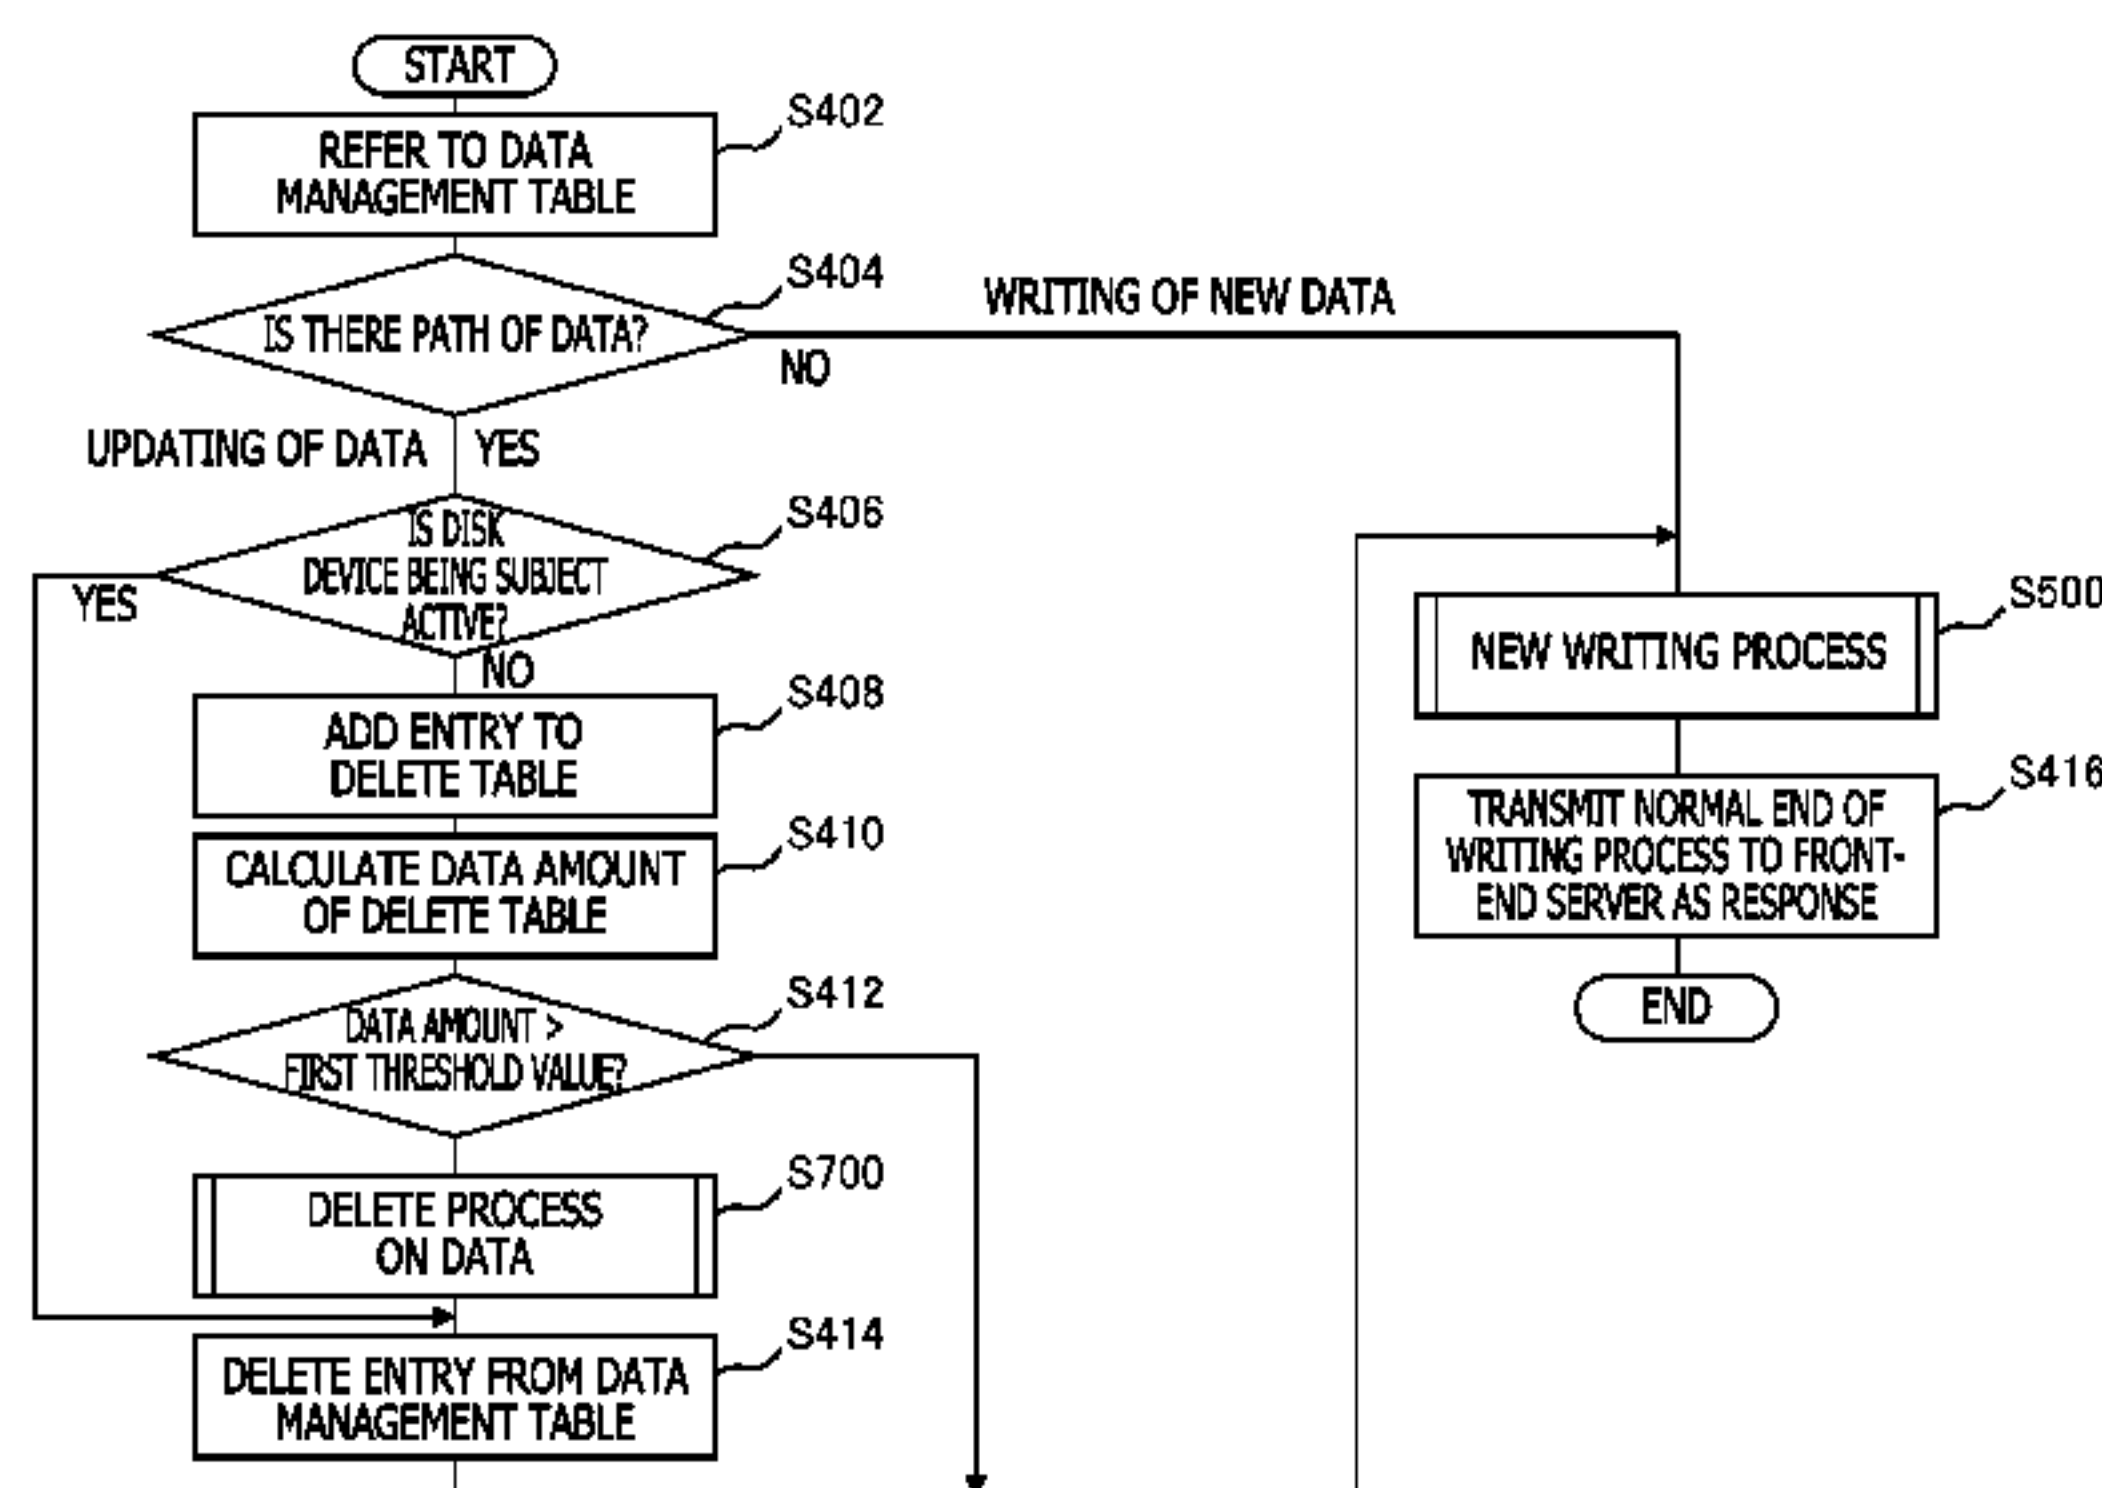 START
S402
REFER TO DATA
MANAGEMENT TABLE
S404
IS THERE PATH OF DATA?
WRITING OF NEW DATA
NO
UPDATING OF DATA
YES
S406
IS DISK
DEVICE BEING SUBJECT
ACTIVE?
YES
NO
S408
ADD ENTRY TO
DELETE TABLE
S410
CALCULATE DATA AMOUNT
OF DELETE TABLE
S412
DATA AMOUNT >
FIRST THRESHOLD VALUE?
S700
DELETE PROCESS
ON DATA
S414
DELETE ENTRY FROM DATA
MANAGEMENT TABLE
S500
NEW WRITING PROCESS
S416
TRANSMIT NORMAL END OF
WRITING PROCESS TO FRONT-
END SERVER AS RESPONSE
END